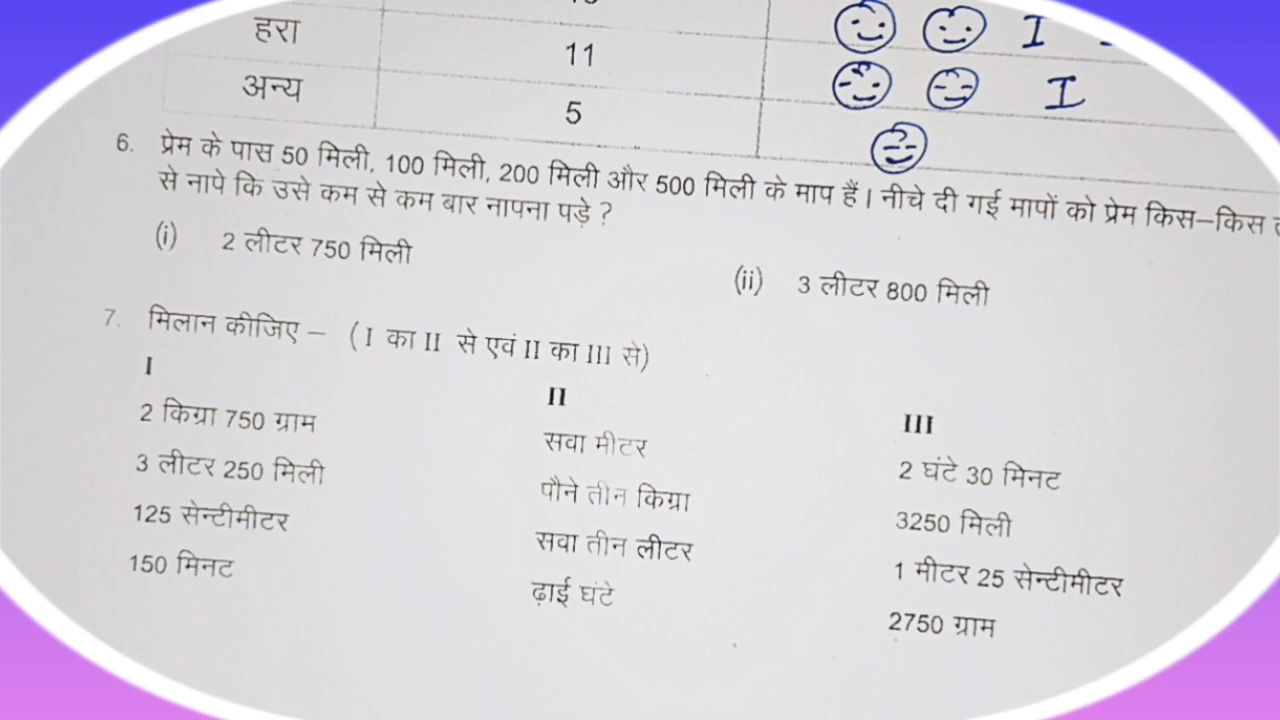 हरा 11 I
अन्य 5 I
6. प्रेम के पास 50 मिली, 100 मिली, 200 मिली और 500 मिली के माप हैं। नीचे दी गई मापों को प्रेम किस–किस
से नापे कि उसे कम से कम बार नापना पड़े ?
(i) 2 लीटर 750 मिली (ii) 3 लीटर 800 मिली
7. मिलान कीजिए – (I का II से एवं II का III से)
I II III
2 किग्रा 750 ग्राम सवा मीटर 2 घंटे 30 मिनट
3 लीटर 250 मिली पौने तीन किग्रा 3250 मिली
125 सेन्टीमीटर सवा तीन लीटर 1 मीटर 25 सेन्टीमीटर
150 मिनट ढ़ाई घंटे 2750 ग्राम